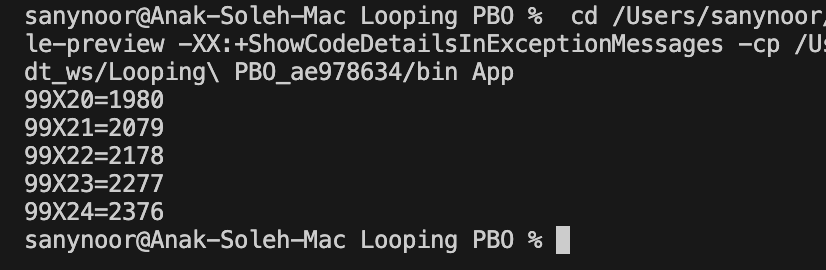 sanynoor@Anak-Soleh-Mac Looping PBO %  cd /Users/sanynoor/
le-preview -XX:+ShowCodeDetailsInExceptionMessages -cp /Us
dt_ws/Looping\ PBO_ae978634/bin App
99X20=1980
99X21=2079
99X22=2178
99X23=2277
99X24=2376
sanynoor@Anak-Soleh-Mac Looping PBO %